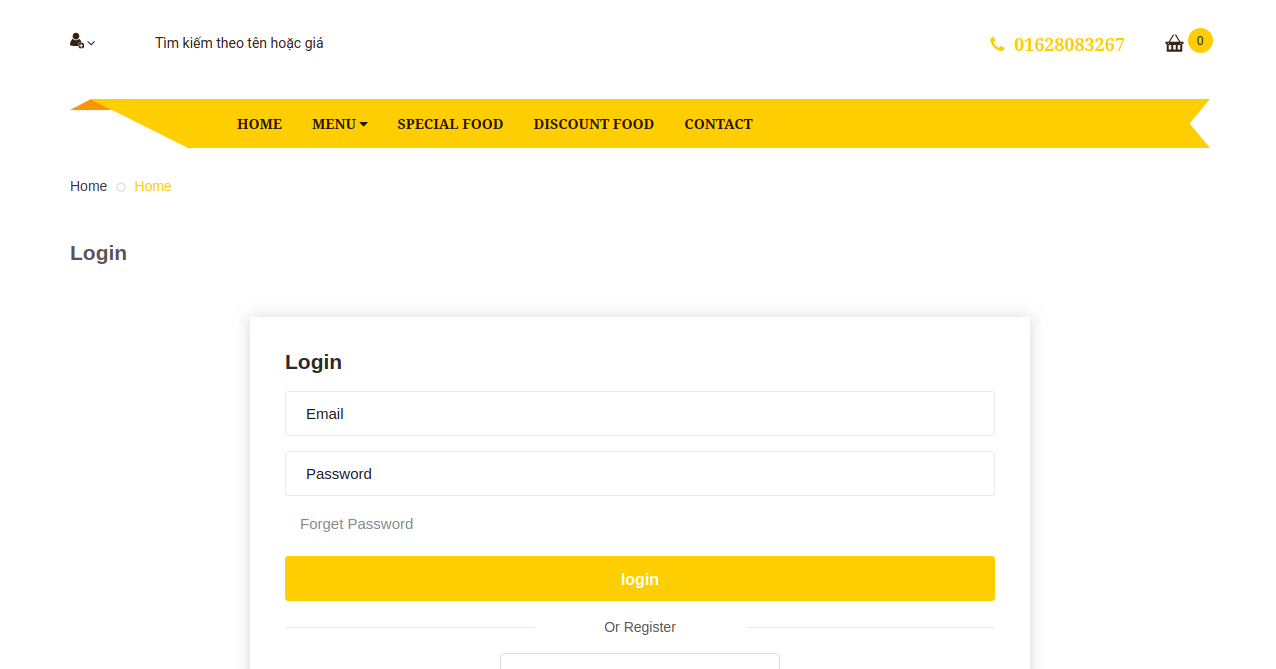 Tìm kiếm theo tên hoặc giá
01628083267
0
HOME MENU SPECIAL FOOD DISCOUNT FOOD CONTACT
Home Home
Login
Login
Email
Password
Forget Password
login
Or Register